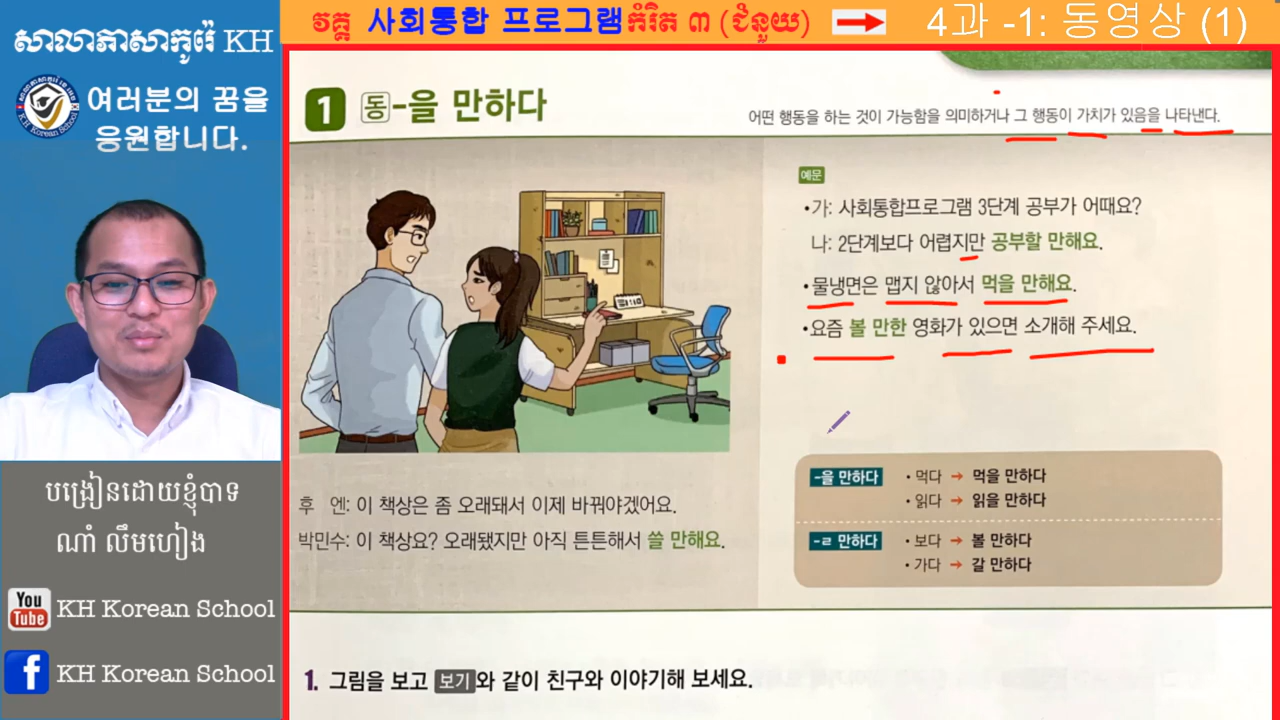 សាលាភាសាកូរ៉េ KH
여러분의 꿈을
응원합니다.
វគ្គ 사회통합 프로그램 កំរិត ៣ (ជំនួយ)
4과 -1: 동영상 (1)
1 동-을 만하다
어떤 행동을 하는 것이 가능함을 의미하거나 그 행동이 가치가 있음을 나타낸다.
예문
•가: 사회통합프로그램 3단계 공부가 어때요?
나: 2단계보다 어렵지만 공부할 만해요.
•물냉면은 맵지 않아서 먹을 만해요.
•요즘 볼 만한 영화가 있으면 소개해 주세요.
후 엔: 이 책상은 좀 오래돼서 이제 바꿔야겠어요.
박민수: 이 책상요? 오래됐지만 아직 튼튼해서 쓸 만해요.
-을 만하다 •먹다 → 먹을 만하다
•읽다 → 읽을 만하다
-ㄹ 만하다 •보다 → 볼 만하다
•가다 → 갈 만하다
1. 그림을 보고 보기와 같이 친구와 이야기해 보세요.
បង្រៀនដោយខ្ញុំបាទ
ណាំ លឹមហៀង
You Tube KH Korean School
f KH Korean School